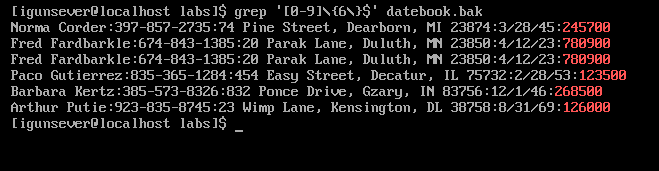 [igunsever@localhost labs]$ grep '[0-9]\{6\}$' datebook.bak
Norma Corder:397-857-2735:74 Pine Street, Dearborn, MI 23874:3/28/45:245700
Fred Fardbarkle:674-843-1385:20 Parak Lane, Duluth, MN 23850:4/12/23:780900
Fred Fardbarkle:674-843-1385:20 Parak Lane, Duluth, MN 23850:4/12/23:780900
Paco Gutierrez:835-365-1284:454 Easy Street, Decatur, IL 75732:2/28/53:123500
Barbara Kertz:385-573-8326:832 Ponce Drive, Gzary, IN 83756:12/1/46:268500
Arthur Putie:923-835-8745:23 Wimp Lane, Kensington, DL 38758:8/31/69:126000
[igunsever@localhost labs]$ _